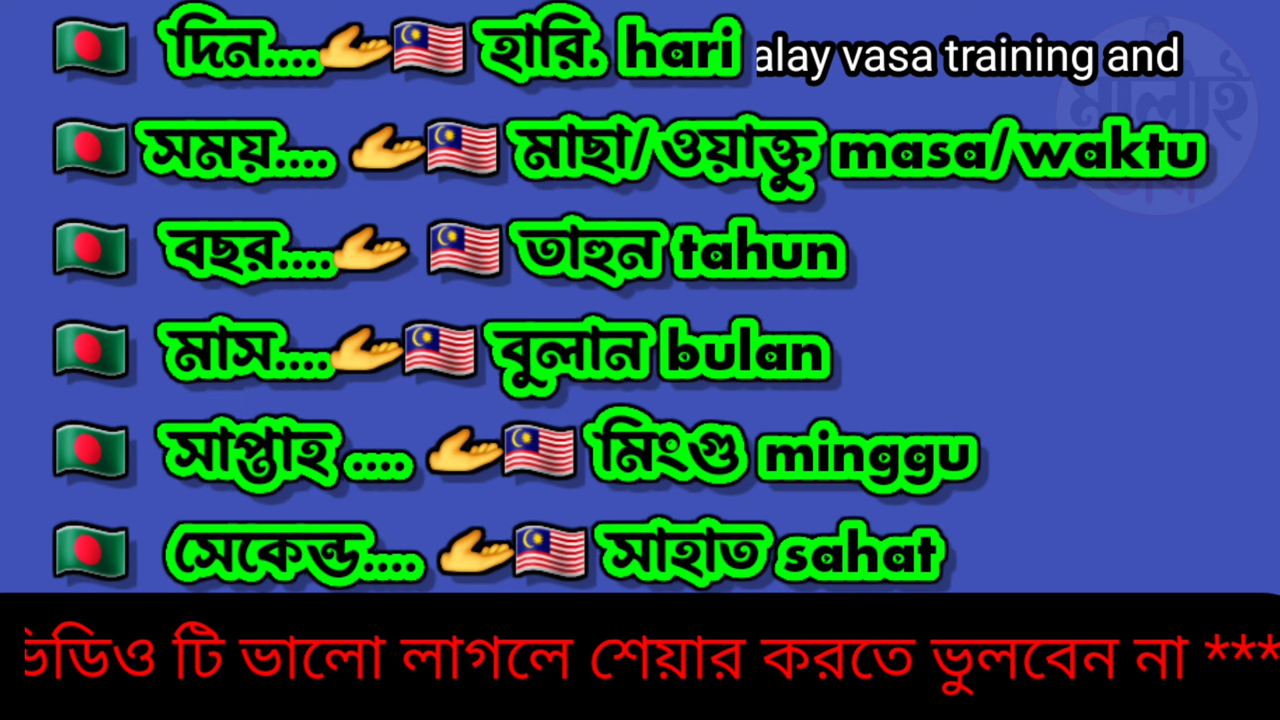 দিন.... হারি. hari alay vasa training and
সময়.... মাছা/ওয়াক্তু masa/waktu
বছর.... তাহুন tahun
মাস.... বুলান bulan
সাপ্তাহ .... মিংগু minggu
সেকেন্ড.... সাহাত sahat
ভিডিও টি ভালো লাগলে শেয়ার করতে ভুলবেন না ***